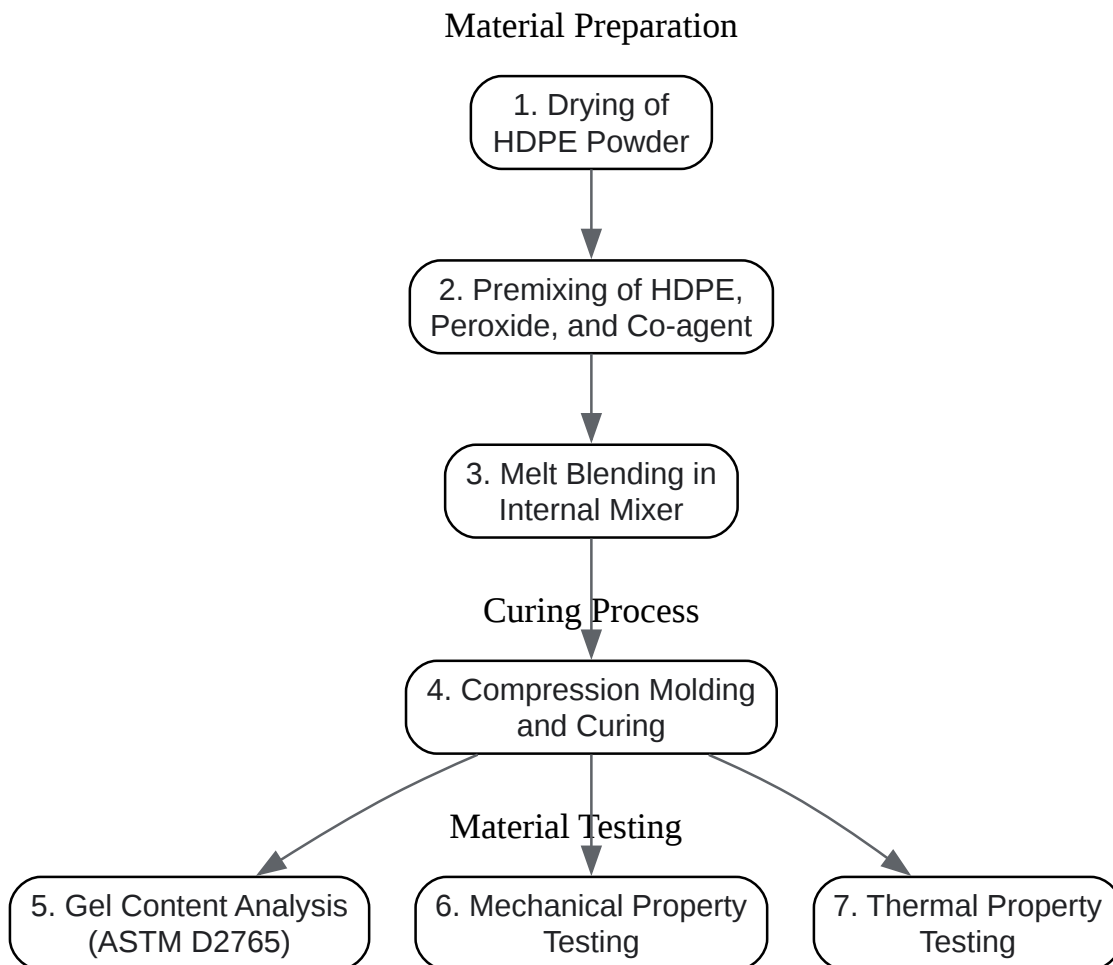 Material Preparation
1. Drying of
HDPE Powder
2. Premixing of HDPE,
Peroxide, and Co-agent
3. Melt Blending in
Internal Mixer
Curing Process
4. Compression Molding
and Curing
Material Testing
5. Gel Content Analysis
(ASTM D2765)
6. Mechanical Property
Testing
7. Thermal Property
Testing